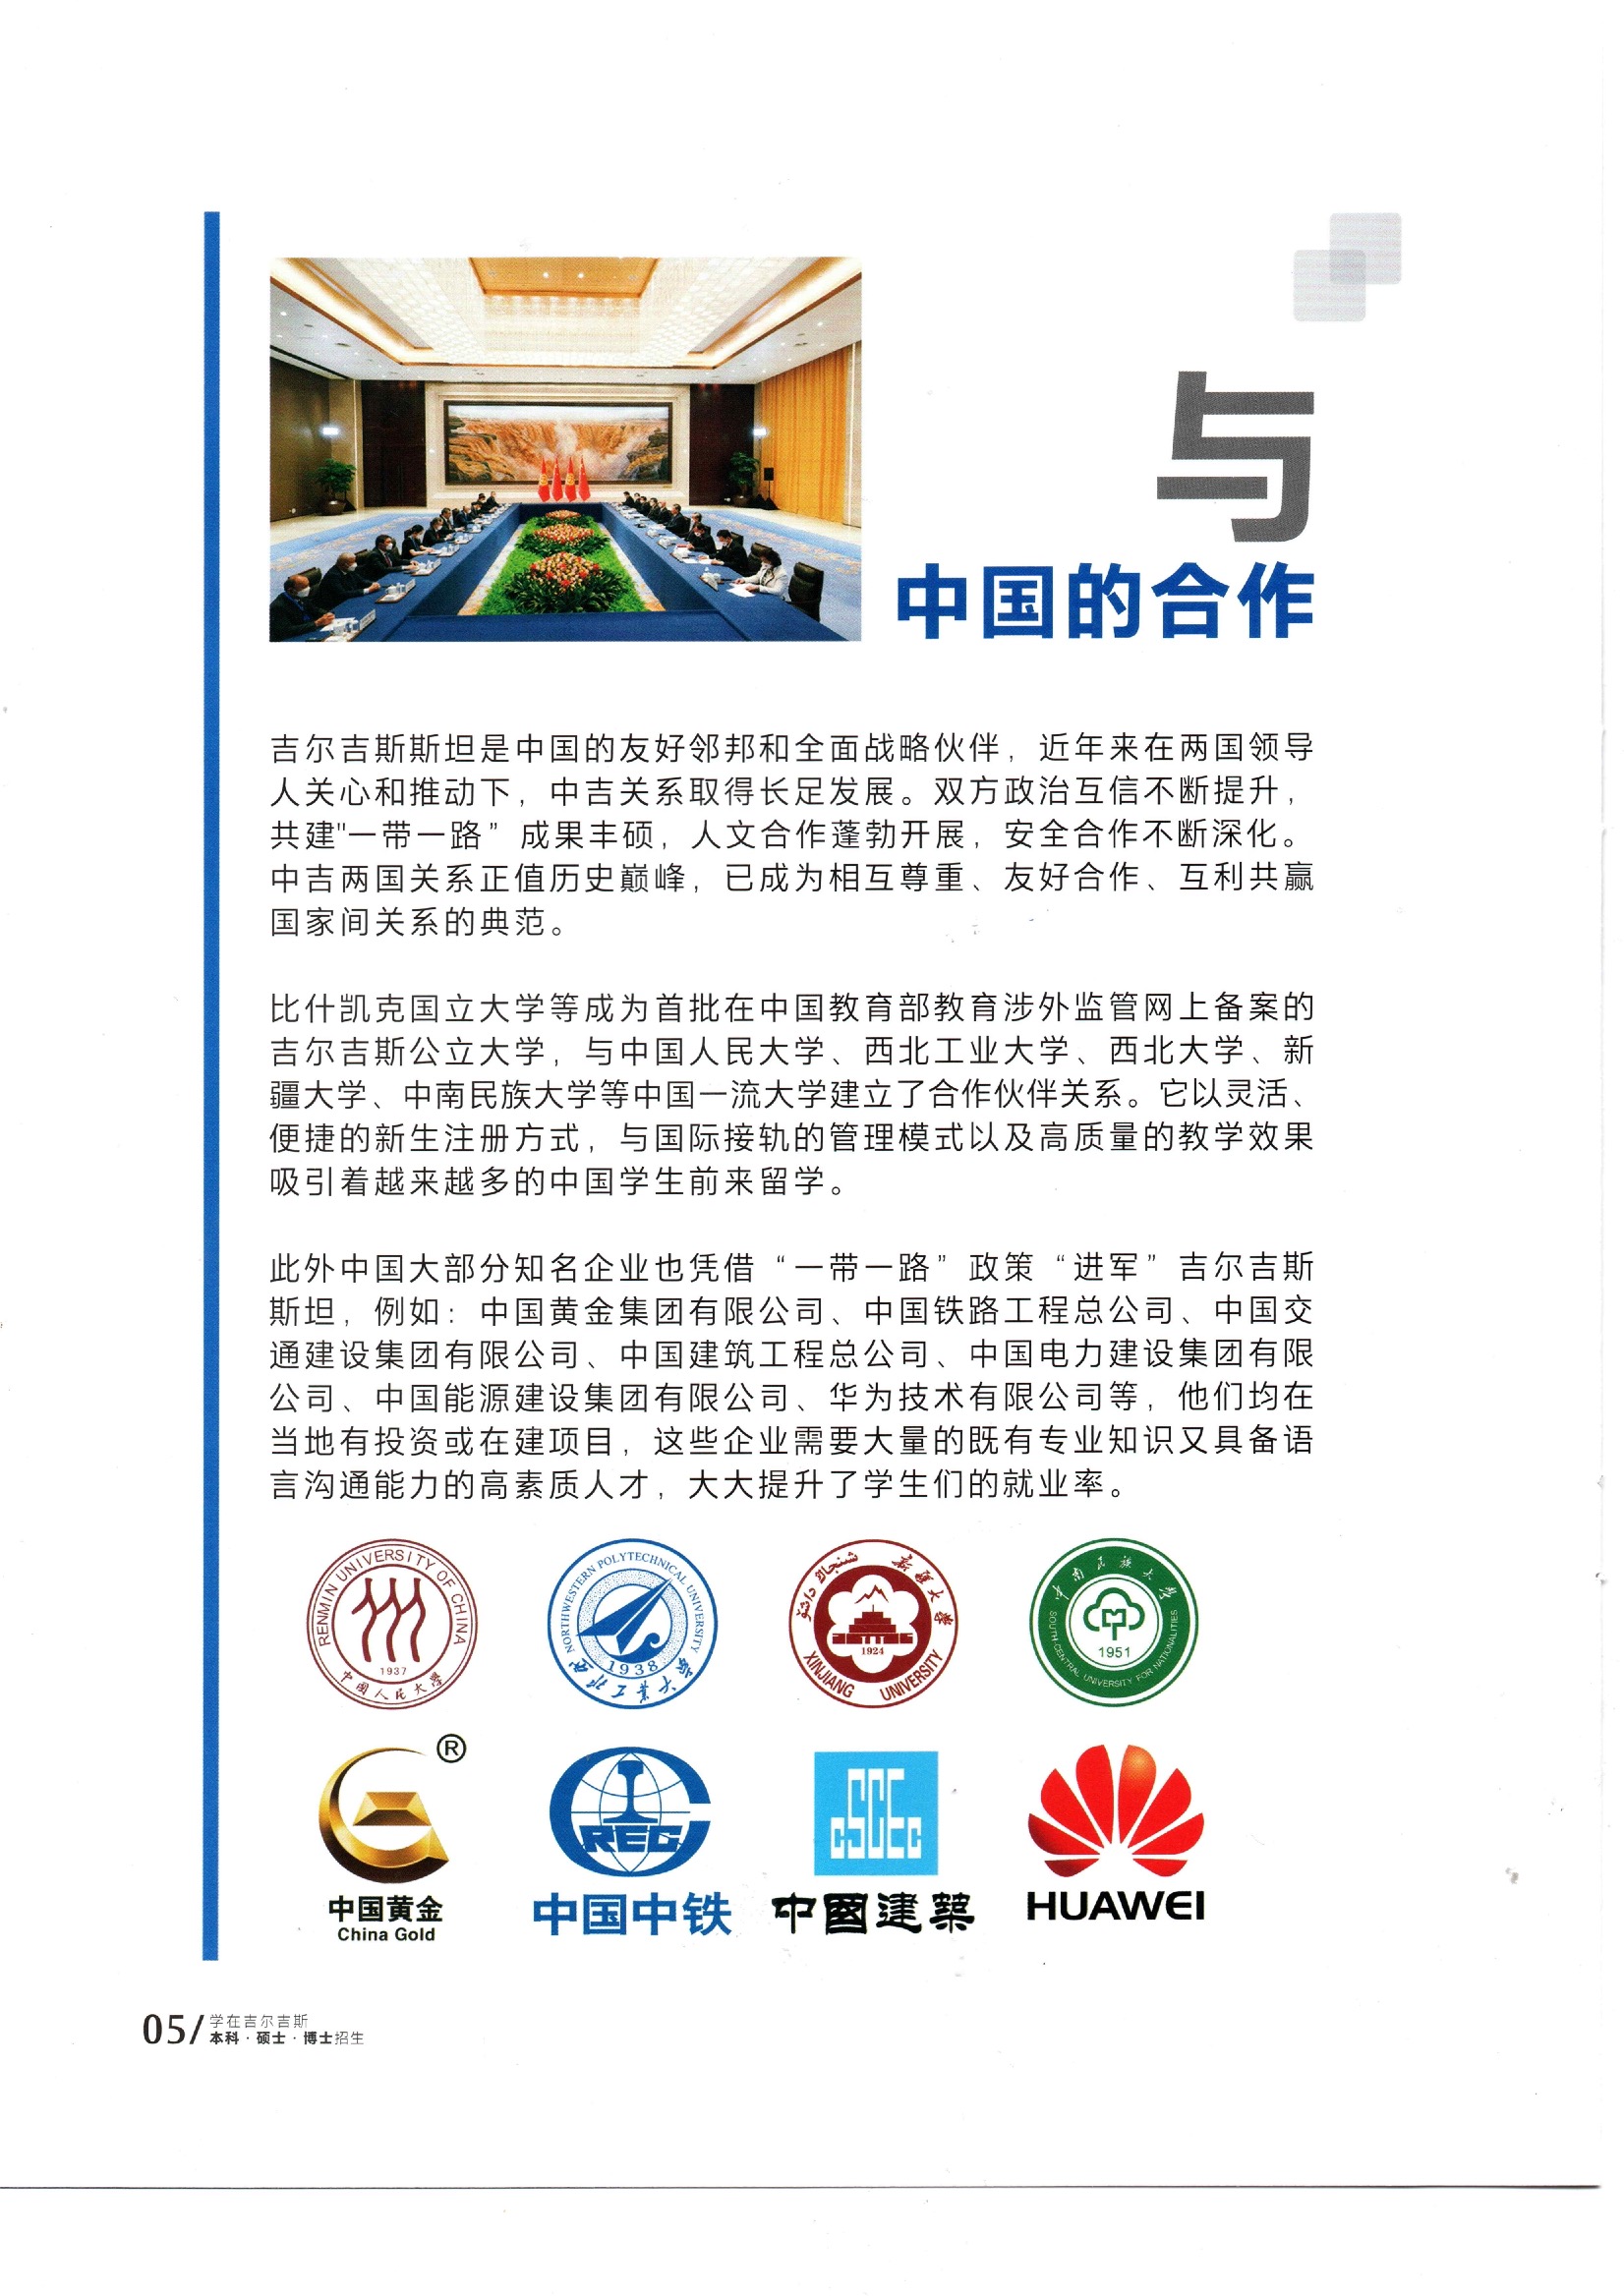 与
中国的合作
吉尔吉斯斯坦是中国的友好邻邦和全面战略伙伴，近年来在两国领导
人关心和推动下，中吉关系取得长足发展。双方政治互信不断提升，
共建"一带一路”成果丰硕，人文合作蓬勃开展，安全合作不断深化。
中吉两国关系正值历史巅峰，已成为相互尊重、友好合作、互利共赢
国家间关系的典范。
比什凯克国立大学等成为首批在中国教育部教育涉外监管网上备案的
吉尔吉斯公立大学，与中国人民大学、西北工业大学、西北大学、新
疆大学、中南民族大学等中国一流大学建立了合作伙伴关系。它以灵活、
便捷的新生注册方式，与国际接轨的管理模式以及高质量的教学效果
吸引着越来越多的中国学生前来留学。
此外中国大部分知名企业也凭借“一带一路”政策“进军”吉尔吉斯
斯坦，例如：中国黄金集团有限公司、中国铁路工程总公司、中国交
通建设集团有限公司、中国建筑工程总公司、中国电力建设集团有限
公司、中国能源建设集团有限公司、华为技术有限公司等，他们均在
当地有投资或在建项目，这些企业需要大量的既有专业知识又具备语
言沟通能力的高素质人才，大大提升了学生们的就业率。
RENMIN UNIVERSITY OF CHINA
1937
中国人民大学
NORTHWESTERN POLYTECHNICAL UNIVERSITY
1938
西北工业大学
شىنجاڭ داشۆ
新疆大学
1924
XINJIANG UNIVERSITY
中南民族大学
1951
SOUTH-CENTRAL UNIVERSITY FOR NATIONALITIES
®
中国黄金
China Gold
CREC
中国中铁
CSCEC
中國建築
HUAWEI
05/
学在吉尔吉斯
本科·硕士·博士招生